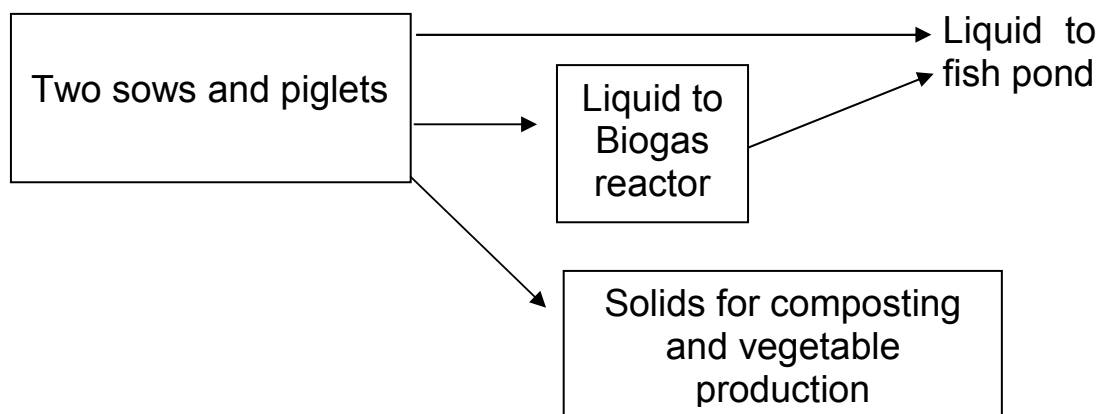 Two sows and piglets
Liquid to
fish pond
Liquid to
Biogas
reactor
Solids for composting
and vegetable
production